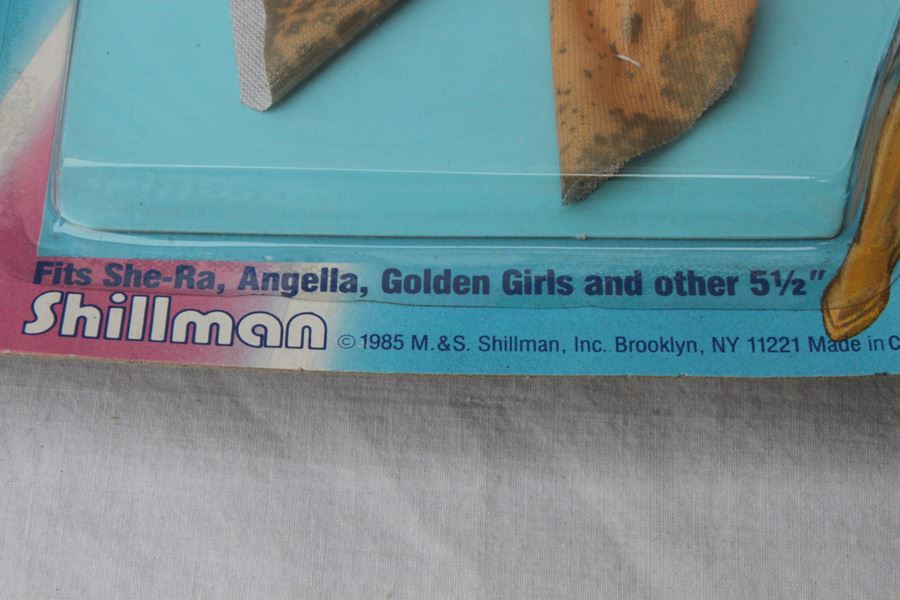 Fits She-Ra, Angella, Golden Girls and other 5½"
Shillman © 1985 M.&S. Shillman, Inc. Brooklyn, NY 11221 Made in C